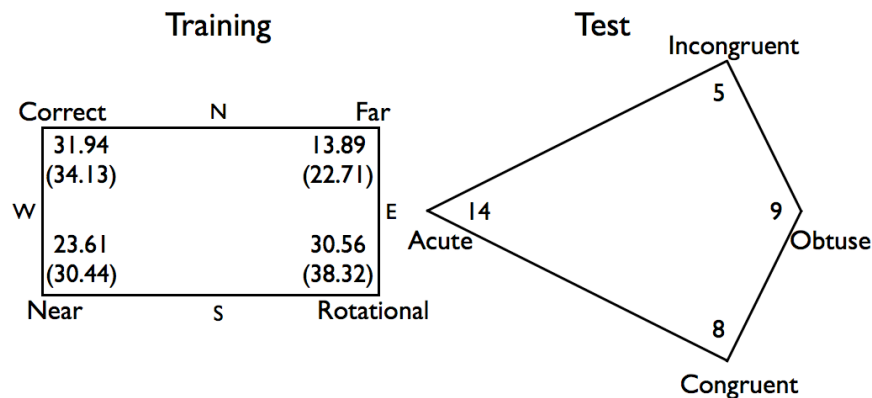 Training
Test
Incongruent
5
Correct
N
Far
31.94
13.89
(34.13)
(22.71)
W
E
14
9
Acute
Obtuse
23.61
30.56
(30.44)
(38.32)
Near
S
Rotational
8
Congruent